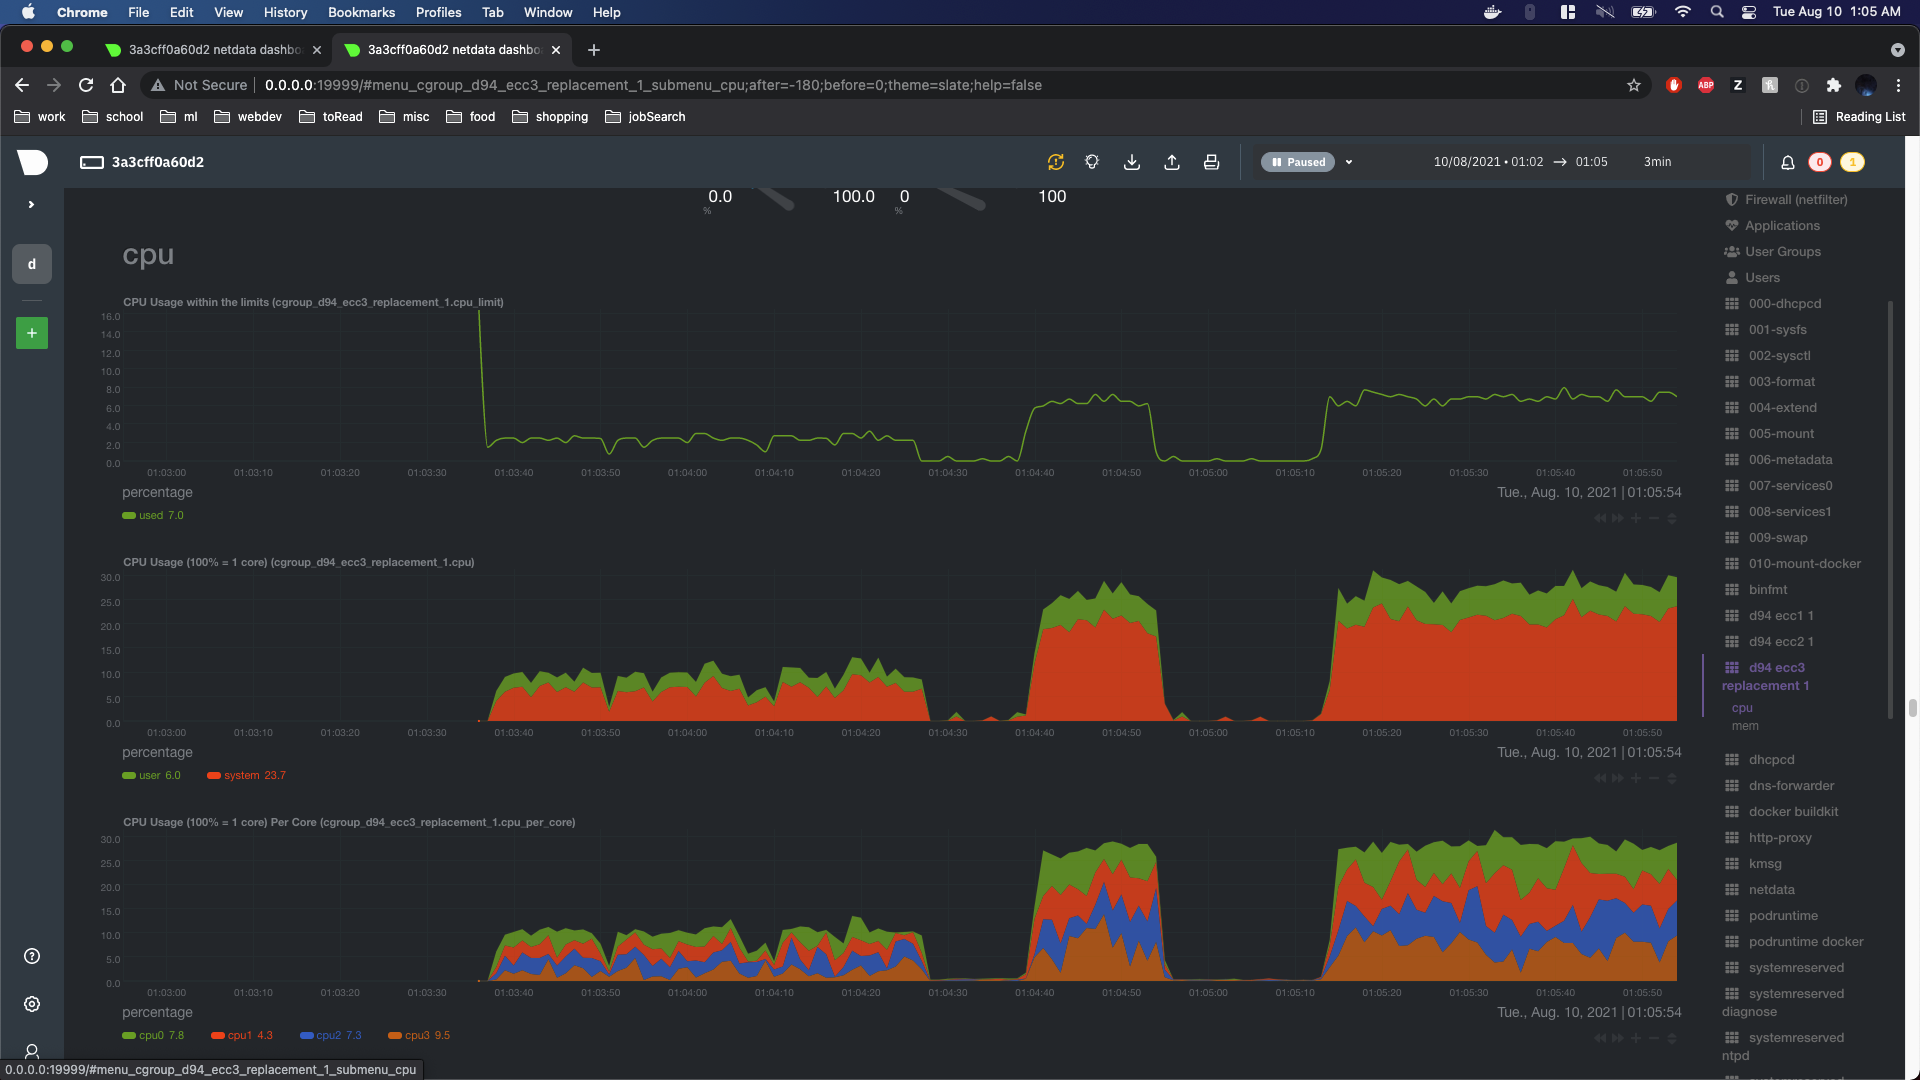 Chrome File Edit View History Bookmarks Profiles Tab Window Help Tue Aug 10 1:05 AM
3a3cff0a60d2 netdata dashbo 3a3cff0a60d2 netdata dashbo
Not Secure 0.0.0.0:19999/#menu_cgroup_d94_ecc3_replacement_1_submenu_cpu;after=-180;before=0;theme=slate;help=false ABP Z
work school ml webdev toRead misc food shopping jobSearch Reading List
3a3cff0a60d2 Paused 10/08/2021 • 01:02 → 01:05 3min 0 1
0.0 100.0 0 100
% %
d
+
cpu
CPU Usage within the limits (cgroup_d94_ecc3_replacement_1.cpu_limit)
16.0
14.0
12.0
10.0
8.0
6.0
4.0
2.0
0.0
01:03:00 01:03:10 01:03:20 01:03:30 01:03:40 01:03:50 01:04:00 01:04:10 01:04:20 01:04:30 01:04:40 01:04:50 01:05:00 01:05:10 01:05:20 01:05:30 01:05:40 01:05:50
percentage Tue., Aug. 10, 2021 | 01:05:54
used 7.0
CPU Usage (100% = 1 core) (cgroup_d94_ecc3_replacement_1.cpu)
30.0
25.0
20.0
15.0
10.0
5.0
0.0
01:03:00 01:03:10 01:03:20 01:03:30 01:03:40 01:03:50 01:04:00 01:04:10 01:04:20 01:04:30 01:04:40 01:04:50 01:05:00 01:05:10 01:05:20 01:05:30 01:05:40 01:05:50
percentage Tue., Aug. 10, 2021 | 01:05:54
user 6.0 system 23.7
CPU Usage (100% = 1 core) Per Core (cgroup_d94_ecc3_replacement_1.cpu_per_core)
30.0
25.0
20.0
15.0
10.0
5.0
0.0
01:03:00 01:03:10 01:03:20 01:03:30 01:03:40 01:03:50 01:04:00 01:04:10 01:04:20 01:04:30 01:04:40 01:04:50 01:05:00 01:05:10 01:05:20 01:05:30 01:05:40 01:05:50
percentage Tue., Aug. 10, 2021 | 01:05:54
cpu0 7.8 cpu1 4.3 cpu2 7.3 cpu3 9.5
Firewall (netfilter)
Applications
User Groups
Users
000-dhcpcd
001-sysfs
002-sysctl
003-format
004-extend
005-mount
006-metadata
007-services0
008-services1
009-swap
010-mount-docker
binfmt
d94 ecc1 1
d94 ecc2 1
d94 ecc3
replacement 1
cpu
mem
dhcpcd
dns-forwarder
docker buildkit
http-proxy
kmsg
netdata
podruntime
podruntime docker
systemreserved
systemreserved
diagnose
systemreserved
ntpd
0.0.0.0:19999/#menu_cgroup_d94_ecc3_replacement_1_submenu_cpu